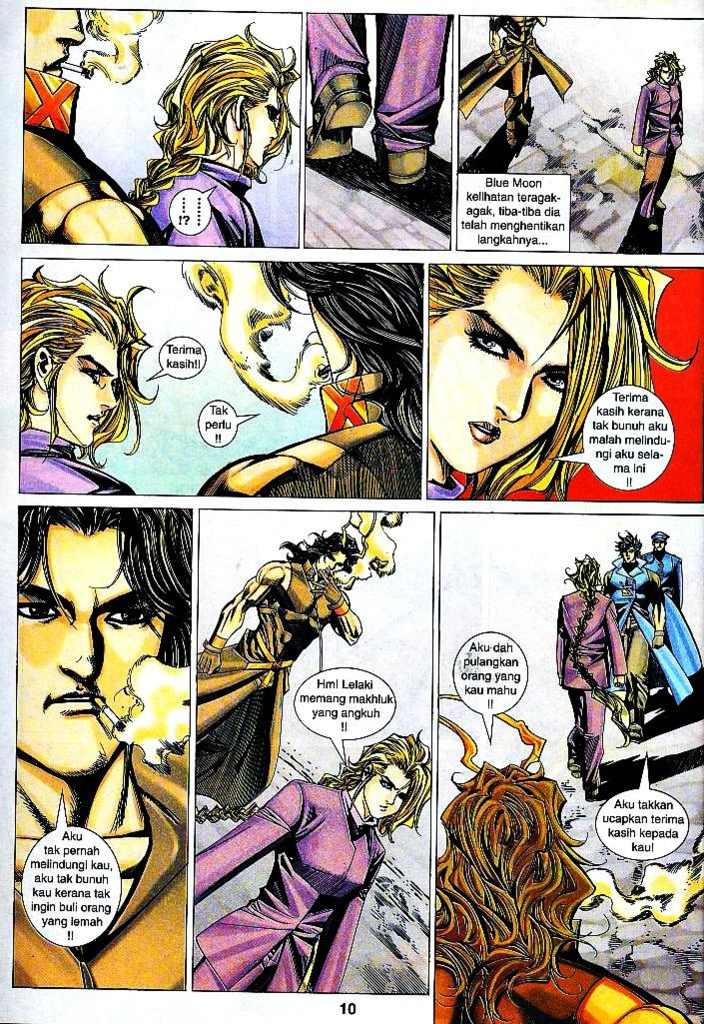 ...... !?
Blue Moon
kelihatan teragak-
agak, tiba-tiba dia
telah menghentikan
langkahnya...
Terima
kasih!!
Tak
perlu
!!
Terima
kasih kerana
tak bunuh aku
malah melindu-
ngi aku sela-
ma ini
!!
Aku
tak pernah
melindungi kau,
aku tak bunuh
kau kerana tak
ingin buli orang
yang lemah
!!
Hm! Lelaki
memang makhluk
yang angkuh
!!
Aku dah
pulangkan
orang yang
kau mahu
!!
Aku takkan
ucapkan terima
kasih kepada
kau!
10